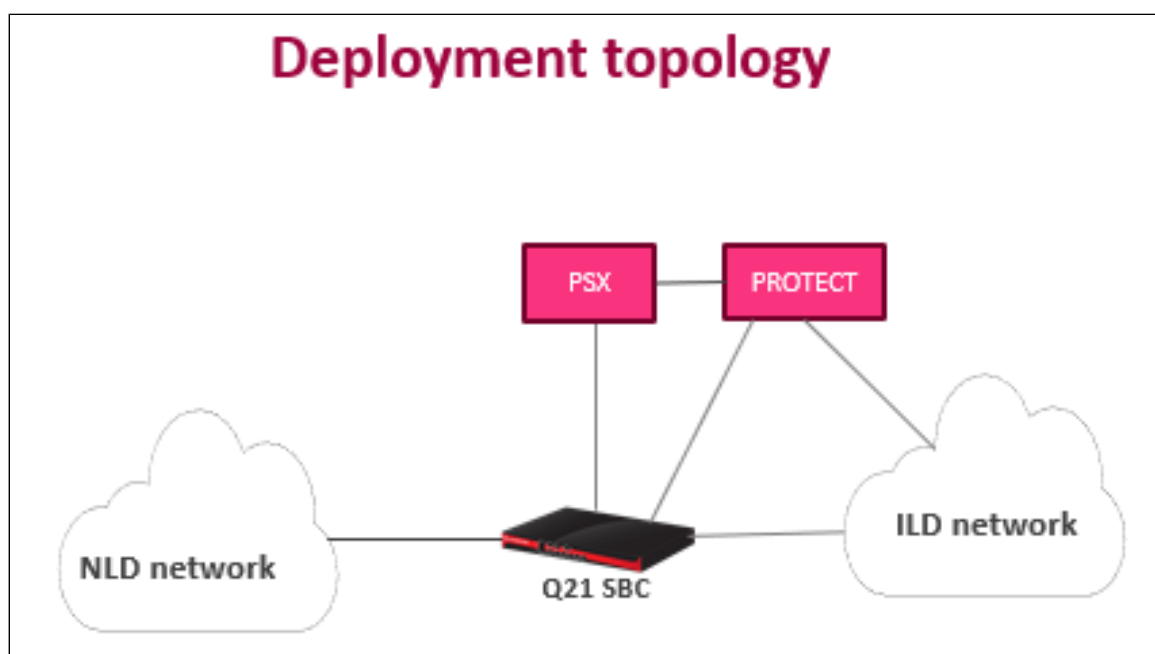 Deployment topology
PSX
PROTECT
NLD network
ILD network
Q21 SBC